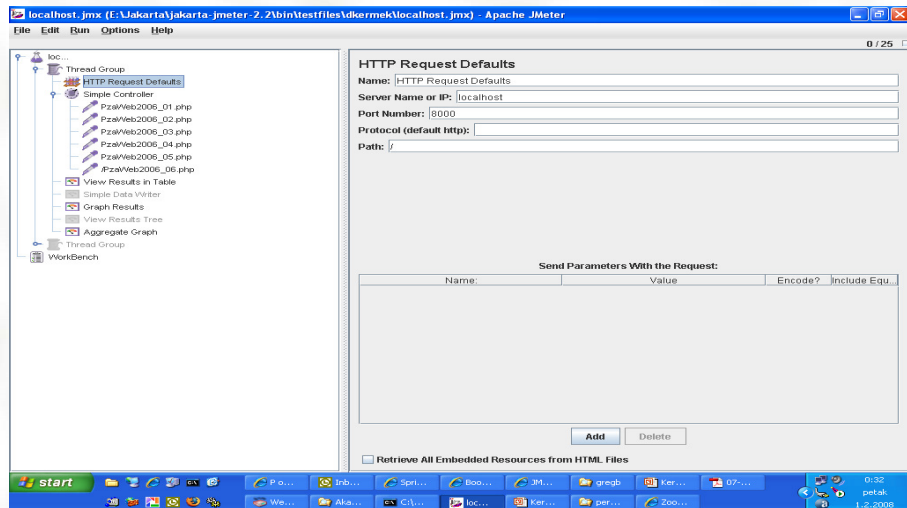 localhost.jmx (E:\Jakarta\jakarta-jmeter-2.2\bin\testfiles\dkermek\localhost.jmx) - Apache JMeter
File Edit Run Options Help
0 / 25
loc...
Thread Group
HTTP Request Defaults
Simple Controller
PzaWeb2006_01.php
PzaWeb2006_02.php
PzaWeb2006_03.php
PzaWeb2006_04.php
PzaWeb2006_05.php
/PzaWeb2006_06.php
View Results in Table
Simple Data Writer
Graph Results
View Results Tree
Aggregate Graph
Thread Group
WorkBench
HTTP Request Defaults
Name: HTTP Request Defaults
Server Name or IP: localhost
Port Number: 8000
Protocol (default http):
Path: /
Send Parameters With the Request:
Name: Value Encode? Include Equ...
Add Delete
Retrieve All Embedded Resources from HTML Files
start P o... Inb... Spri... Boo... JM... gregb Ker... 07-... 0:32
petak
We... Aka... C:\... loc... Ker... per... Zoo... 1.2.2008